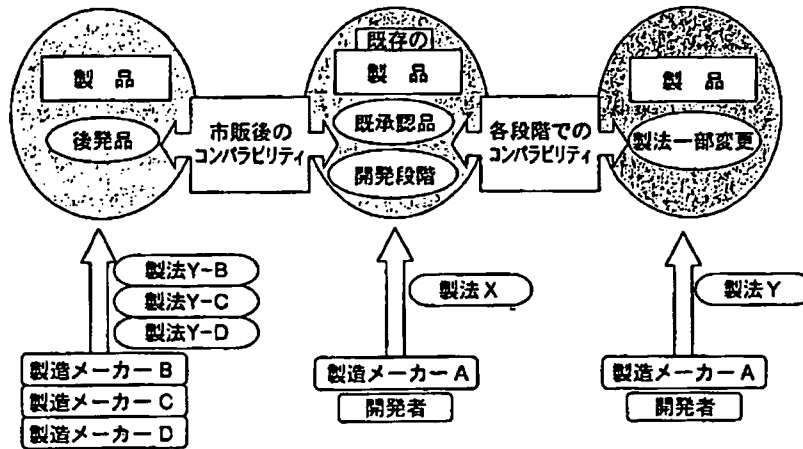 製品
後発品
市販後の
コンパラビリティ
既存の
製品
既承認品
開発段階
各段階での
コンパラビリティ
製品
製法一部変更
製法Y-B
製法Y-C
製法Y-D
製造メーカーB
製造メーカーC
製造メーカーD
製法X
製造メーカーA
開発者
製法Y
製造メーカーA
開発者